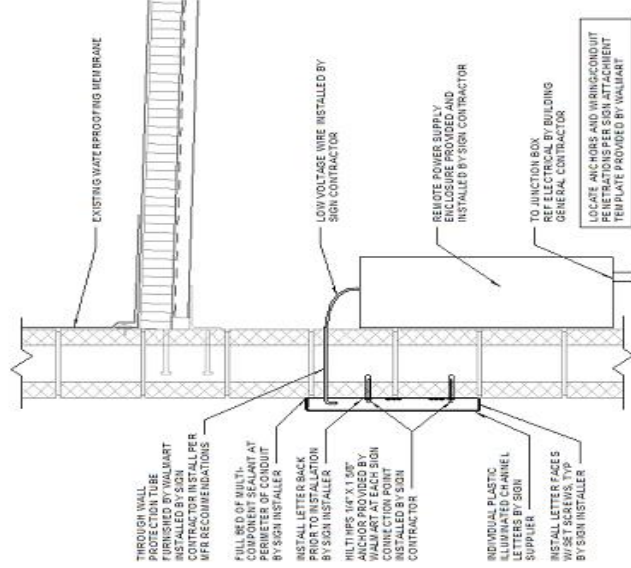 THROUGH WALL
PROTECTION TUBE
FURNISHED BY WALMART
INSTALLED BY SIGN
CONTRACTOR INSTALL PER
MFR RECOMMENDATIONS
FULL BED OF MULTI-
COMPONENT SEALANT AT
PERIMETER OF CONDUIT
BY SIGN INSTALLER
INSTALL LETTER BACK
PRIOR TO INSTALLATION
BY SIGN INSTALLER
HILTI HPS 1/4" X 1 5/8"
ANCHOR PROVIDED BY
WALMART AT EACH SIGN
CONNECTION POINT
INSTALLED BY SIGN
CONTRACTOR
INDIVIDUAL PLASTIC
ILLUMINATED CHANNEL
LETTERS BY SIGN
SUPPLIER
INSTALL LETTER FACES
W/ SET SCREWS, TYP
BY SIGN INSTALLER
EXISTING WATERPROOFING MEMBRANE
LOW VOLTAGE WIRE INSTALLED BY
SIGN CONTRACTOR
REMOTE POWER SUPPLY
ENCLOSURE PROVIDED AND
INSTALLED BY SIGN CONTRACTOR
TO JUNCTION BOX
REF ELECTRICAL BY BUILDING
GENERAL CONTRACTOR
LOCATE ANCHORS AND WIRING/CONDUIT
PENETRATIONS PER SIGN ATTACHMENT
TEMPLATE PROVIDED BY WALMART